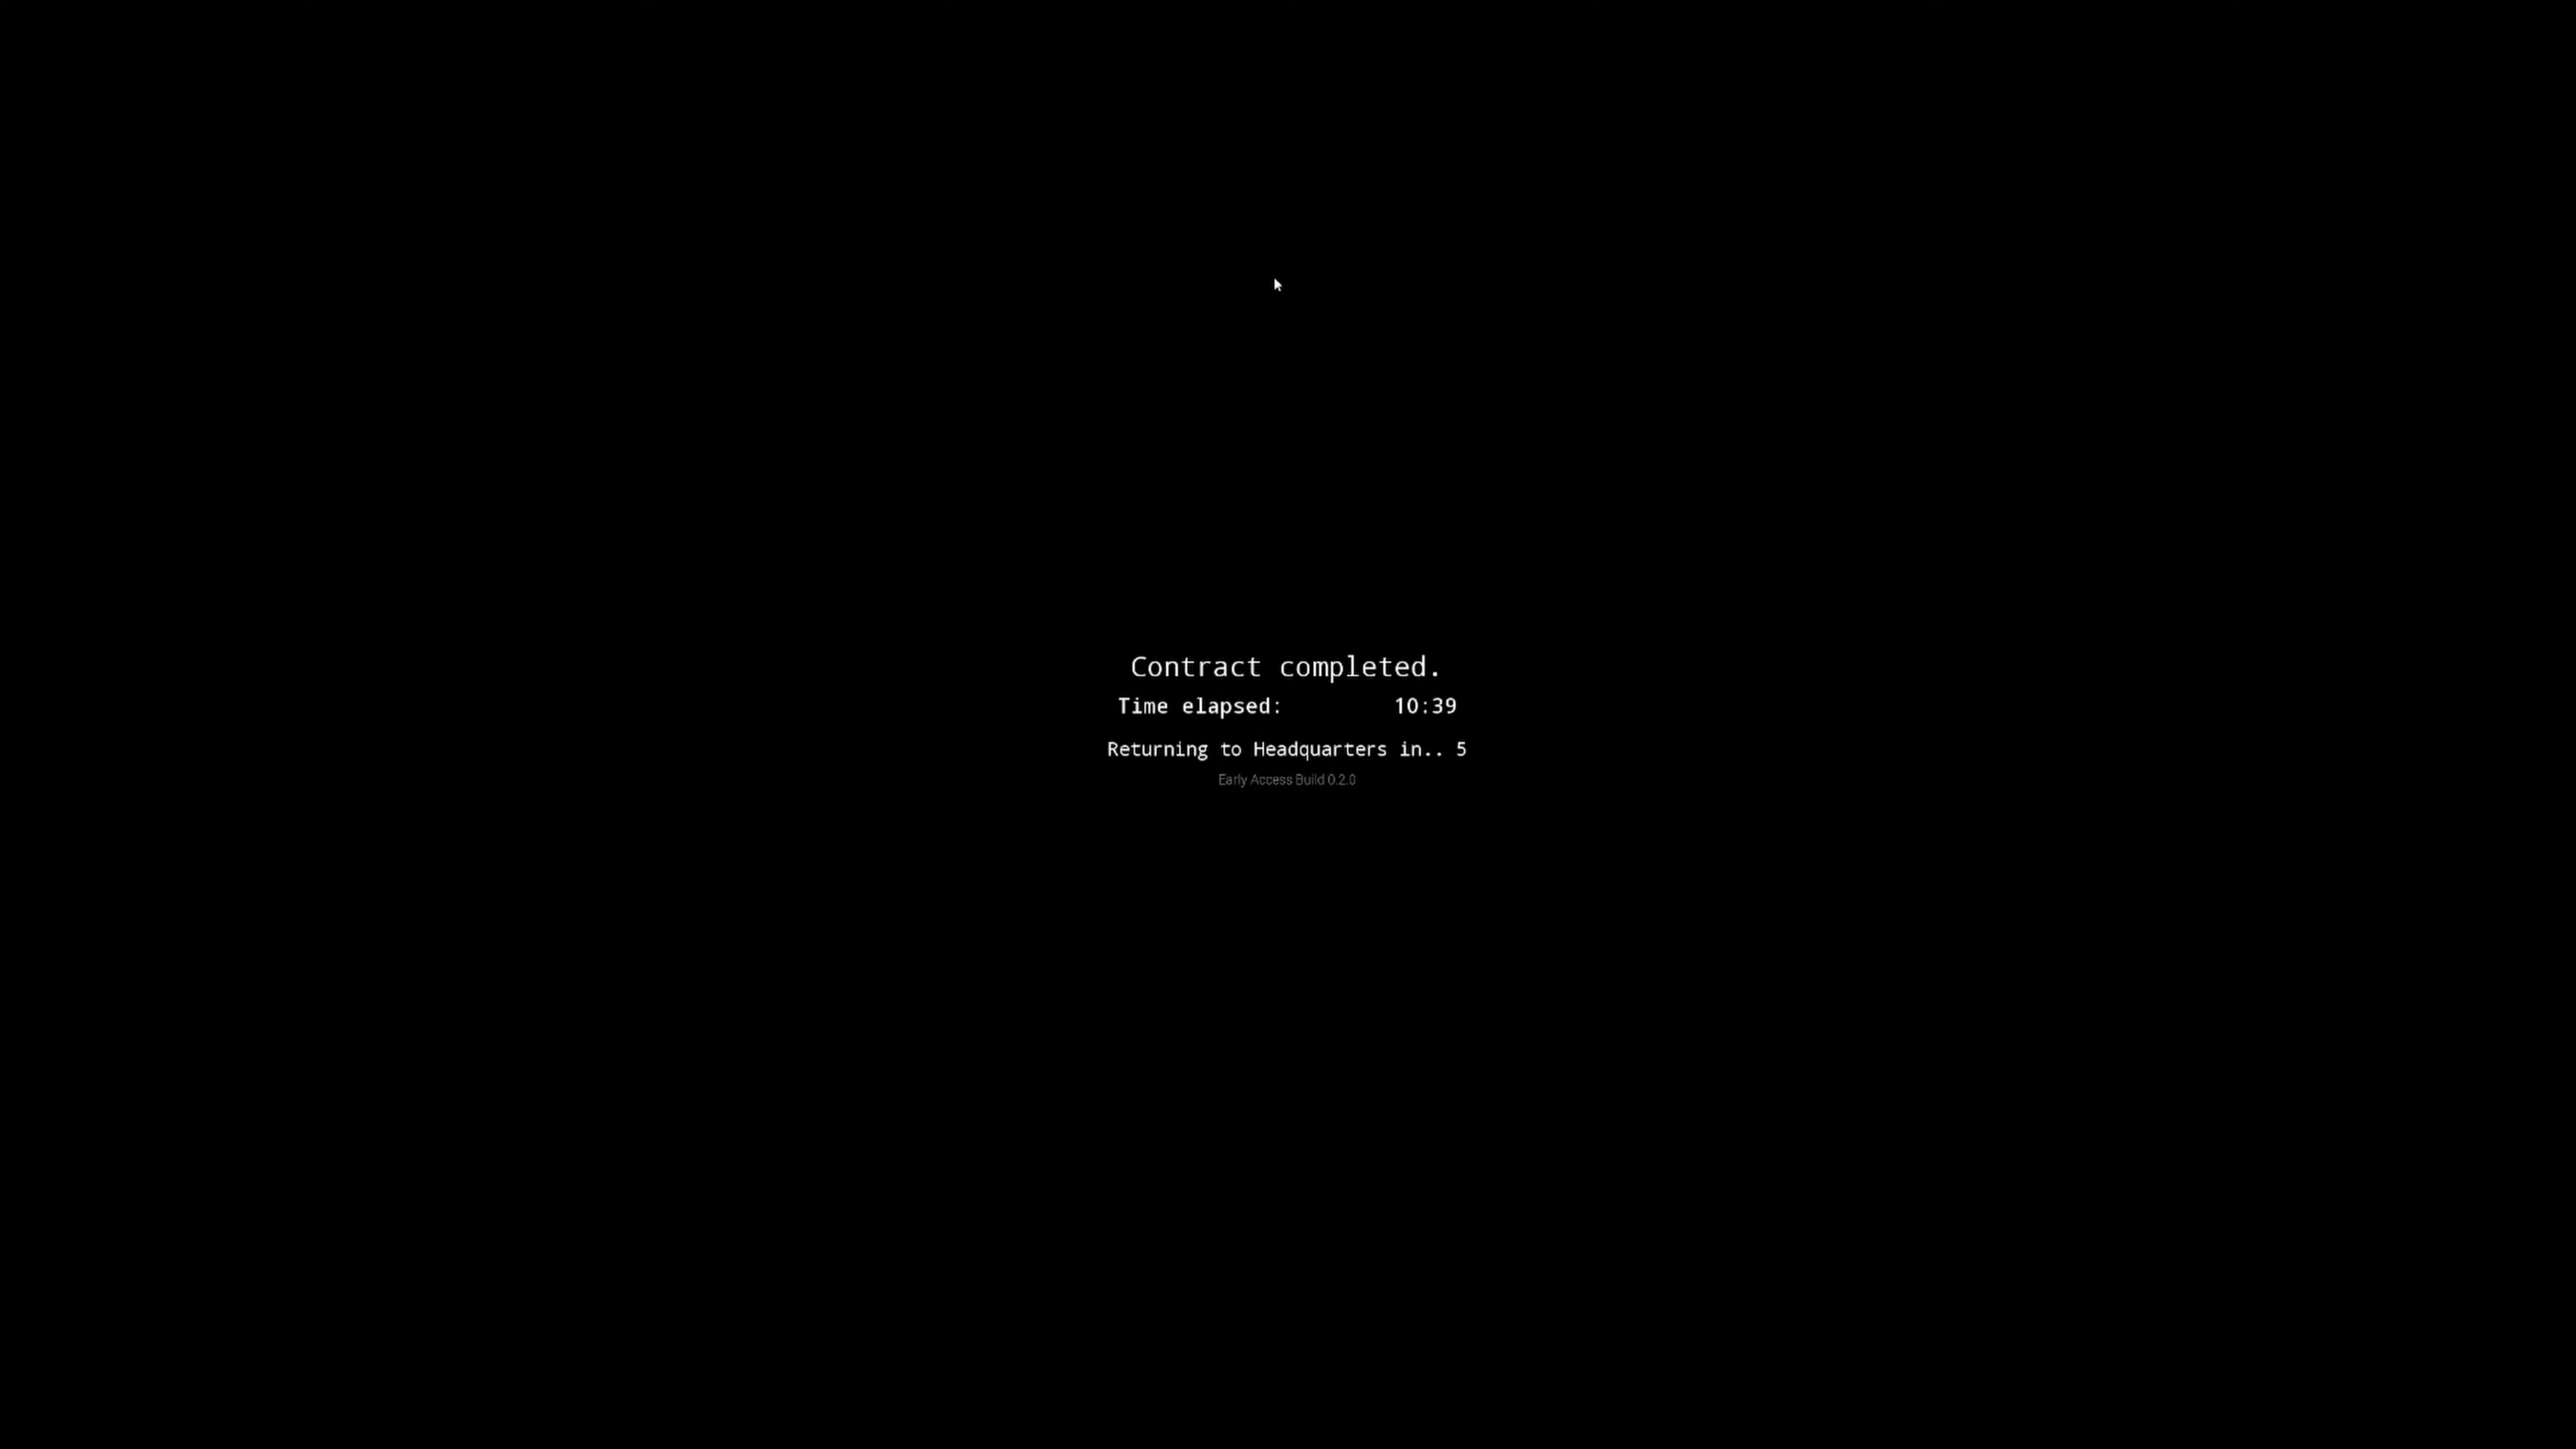 Contract completed.
Time elapsed: 10:39
Returning to Headquarters in.. 5
Early Access Build 0.2.0